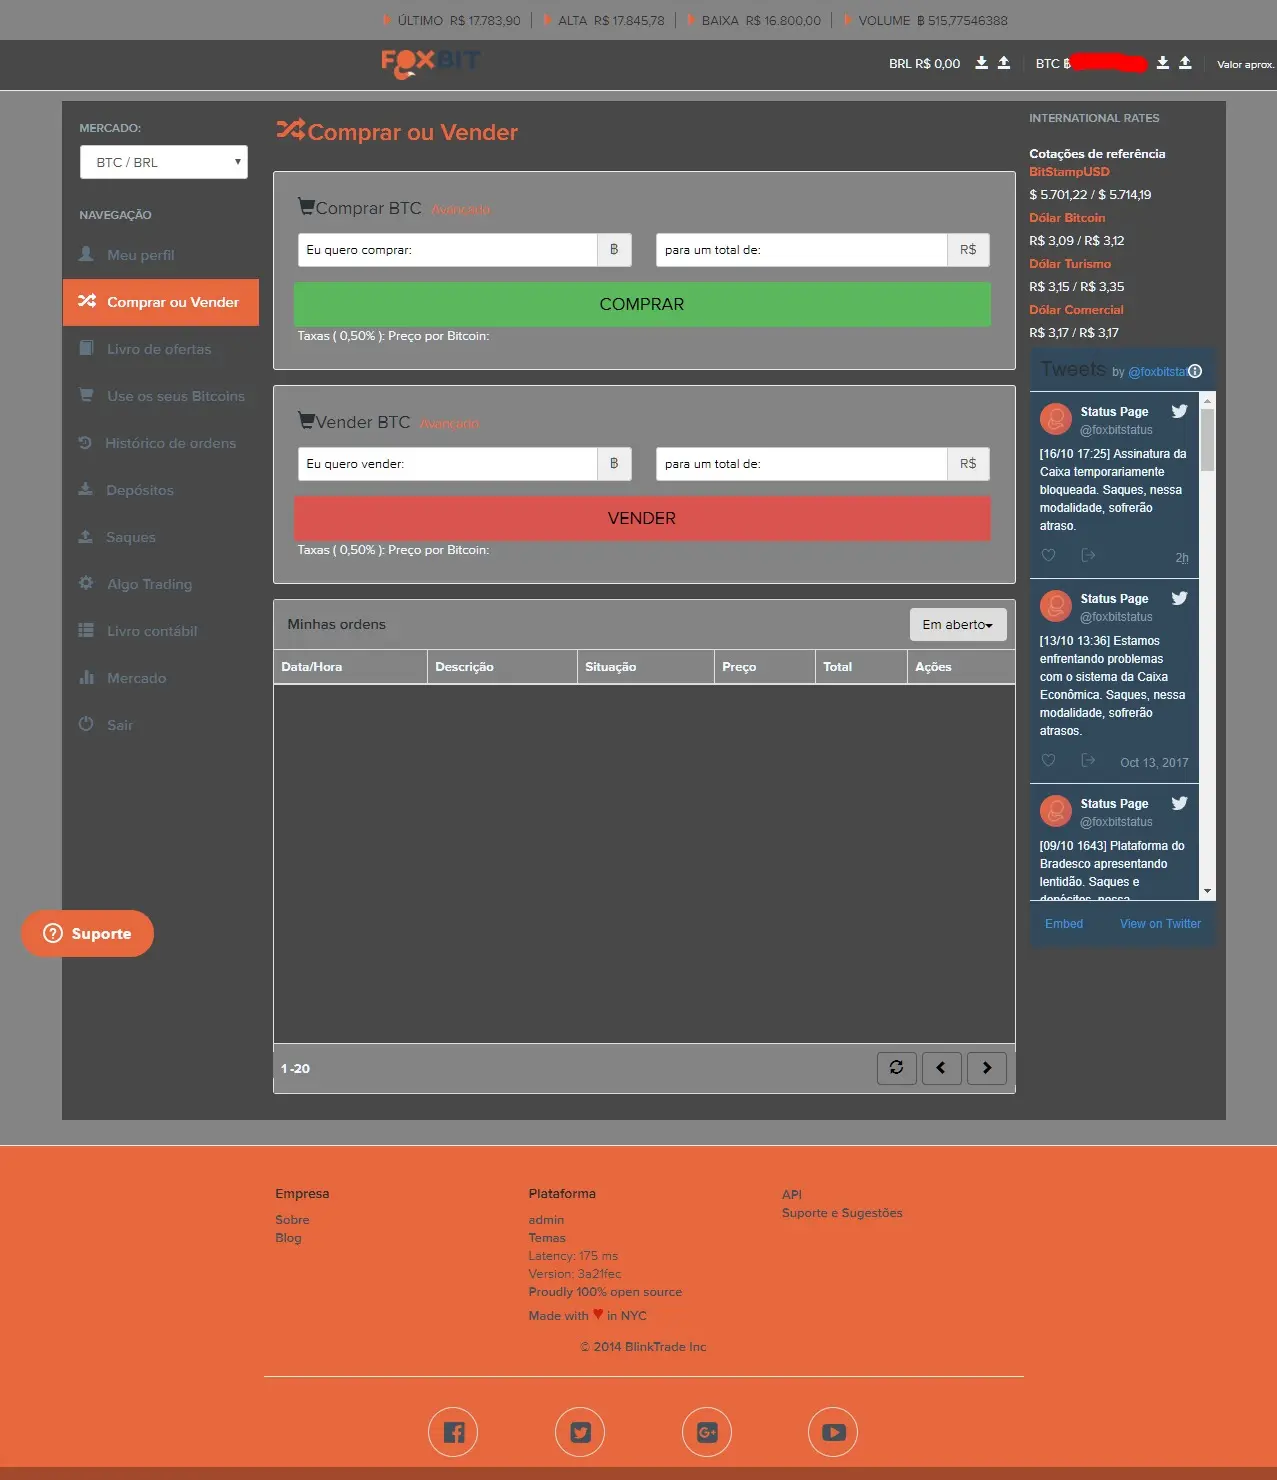 ÚLTIMO R$ 17.783,90 ALTA R$ 17.845,78 BAIXA R$ 16.800,00 VOLUME ฿ 515,77546388
FOXBIT
BRL R$ 0,00 BTC ฿ Valor aprox.
MERCADO:
BTC / BRL
NAVEGAÇÃO
Meu perfil
Comprar ou Vender
Livro de ofertas
Use os seus Bitcoins
Histórico de ordens
Depósitos
Saques
Algo Trading
Livro contábil
Mercado
Sair
Suporte
Comprar ou Vender
Comprar BTC Avançado
Eu quero comprar: ฿ para um total de: R$
COMPRAR
Taxas ( 0,50% ): Preço por Bitcoin:
Vender BTC Avançado
Eu quero vender: ฿ para um total de: R$
VENDER
Taxas ( 0,50% ): Preço por Bitcoin:
Minhas ordens Em aberto
Data/Hora Descrição Situação Preço Total Ações
1 -20
INTERNATIONAL RATES
Cotações de referência
BitStampUSD
$ 5.701,22 / $ 5.714,19
Dólar Bitcoin
R$ 3,09 / R$ 3,12
Dólar Turismo
R$ 3,15 / R$ 3,35
Dólar Comercial
R$ 3,17 / R$ 3,17
Tweets by @foxbitstat
Status Page
@foxbitstatus
[16/10 17:25] Assinatura da
Caixa temporariamente
bloqueada. Saques, nessa
modalidade, sofrerão
atraso.
2h
Status Page
@foxbitstatus
[13/10 13:36] Estamos
enfrentando problemas
com o sistema da Caixa
Econômica. Saques, nessa
modalidade, sofrerão
atrasos.
Oct 13, 2017
Status Page
@foxbitstatus
[09/10 1643] Plataforma do
Bradesco apresentando
lentidão. Saques e
depósitos, nessa
Embed View on Twitter
Empresa
Sobre
Blog
Plataforma
admin
Temas
Latency: 175 ms
Version: 3a21fec
Proudly 100% open source
Made with ♥ in NYC
API
Suporte e Sugestões
© 2014 BlinkTrade Inc